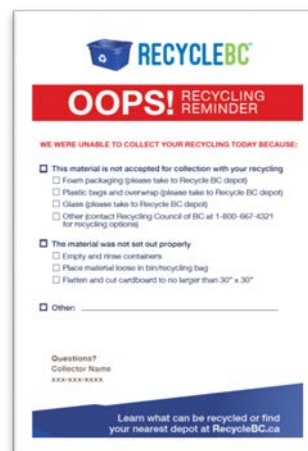 RECYCLEBC
OOPS! RECYCLING
REMINDER
WE WERE UNABLE TO COLLECT YOUR RECYCLING TODAY BECAUSE:
This material is not accepted for collection with your recycling
Foam packaging (please take to Recycle BC depot)
Plastic bags and overwrap (please take to Recycle BC depot)
Glass (please take to Recycle BC depot)
Other (contact Recycling Council of BC at 1-800-667-4321
for recycling options)
The material was not set out properly
Empty and rinse containers
Place material loose in bin/recycling bag
Flatten and cut cardboard to no larger than 30" x 30"
Other:
Questions?
Collector Name
xxx-xxx-xxxx
Learn what can be recycled or find
your nearest depot at RecycleBC.ca